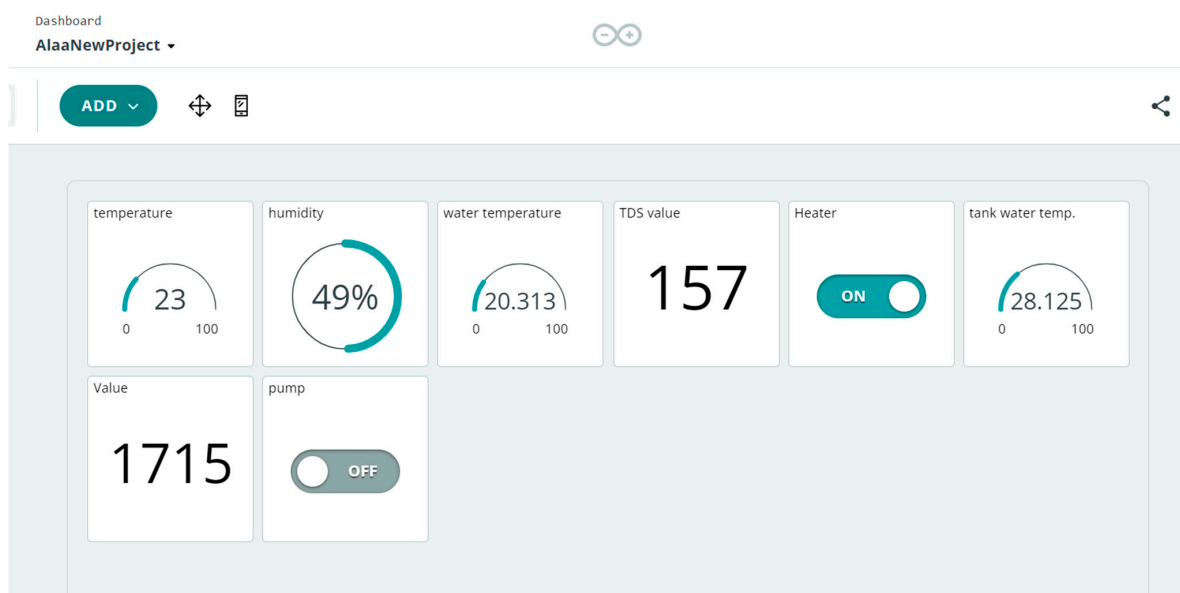 Dashboard
AlaaNewProject
ADD
temperature
23
0 100
humidity
49%
water temperature
20.313
0 100
TDS value
157
Heater
ON
tank water temp.
28.125
0 100
Value
1715
pump
OFF